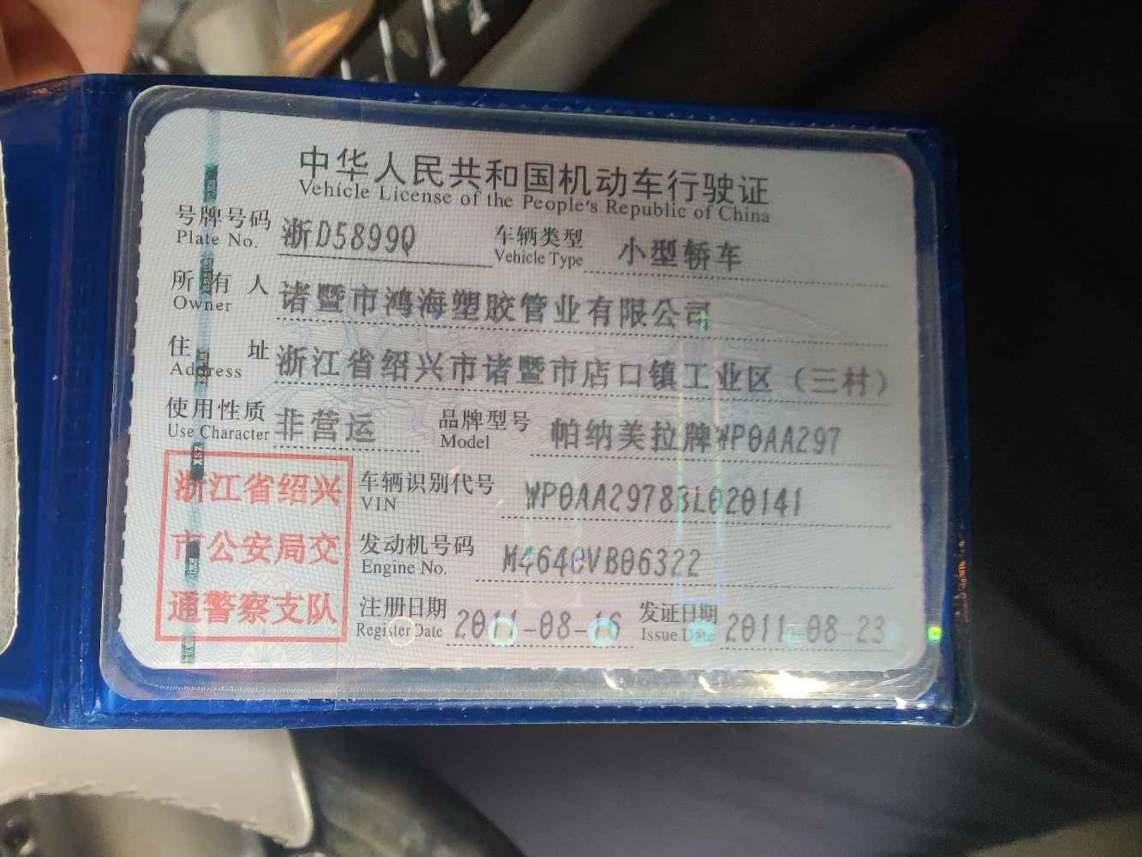 中华人民共和国机动车行驶证
Vehicle License of the People's Republic of China
号牌号码 浙D5899Q 车辆类型 小型轿车
Plate No. Vehicle Type
所有人 诸暨市鸿海塑胶管业有限公司
Owner
住址 浙江省绍兴市诸暨市店口镇工业区（三村）
Address
使用性质 非营运 品牌型号 帕纳美拉牌WP0AA297
Use Character Model
浙江省绍兴
市公安局交
通警察支队
车辆识别代号 WP0AA2978BL020141
VIN
发动机号码 M4640VB06322
Engine No.
注册日期 2011-08-16 发证日期 2011-08-23
Register Date Issue Date